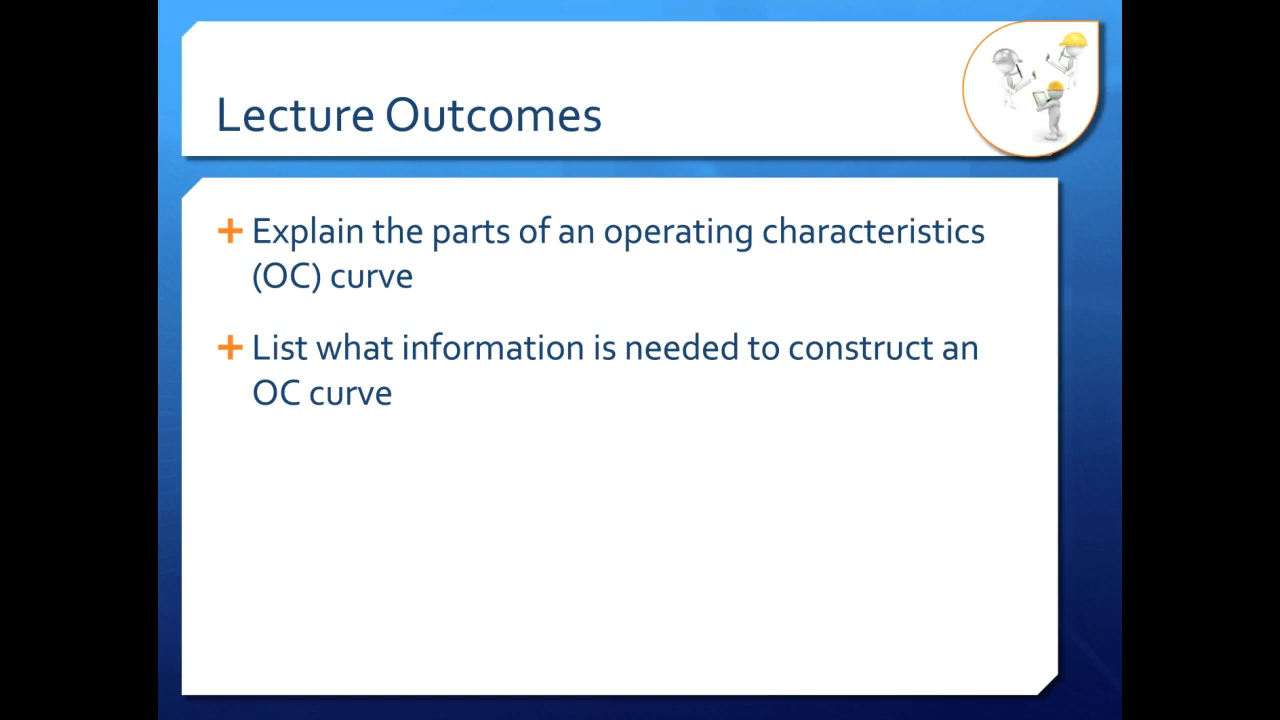 Lecture Outcomes
Explain the parts of an operating characteristics
(OC) curve
List what information is needed to construct an
OC curve